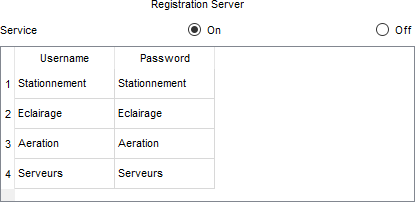 Registration Server
Service On Off
Username Password
1 Stationnement Stationnement
2 Eclairage Eclairage
3 Aeration Aeration
4 Serveurs Serveurs